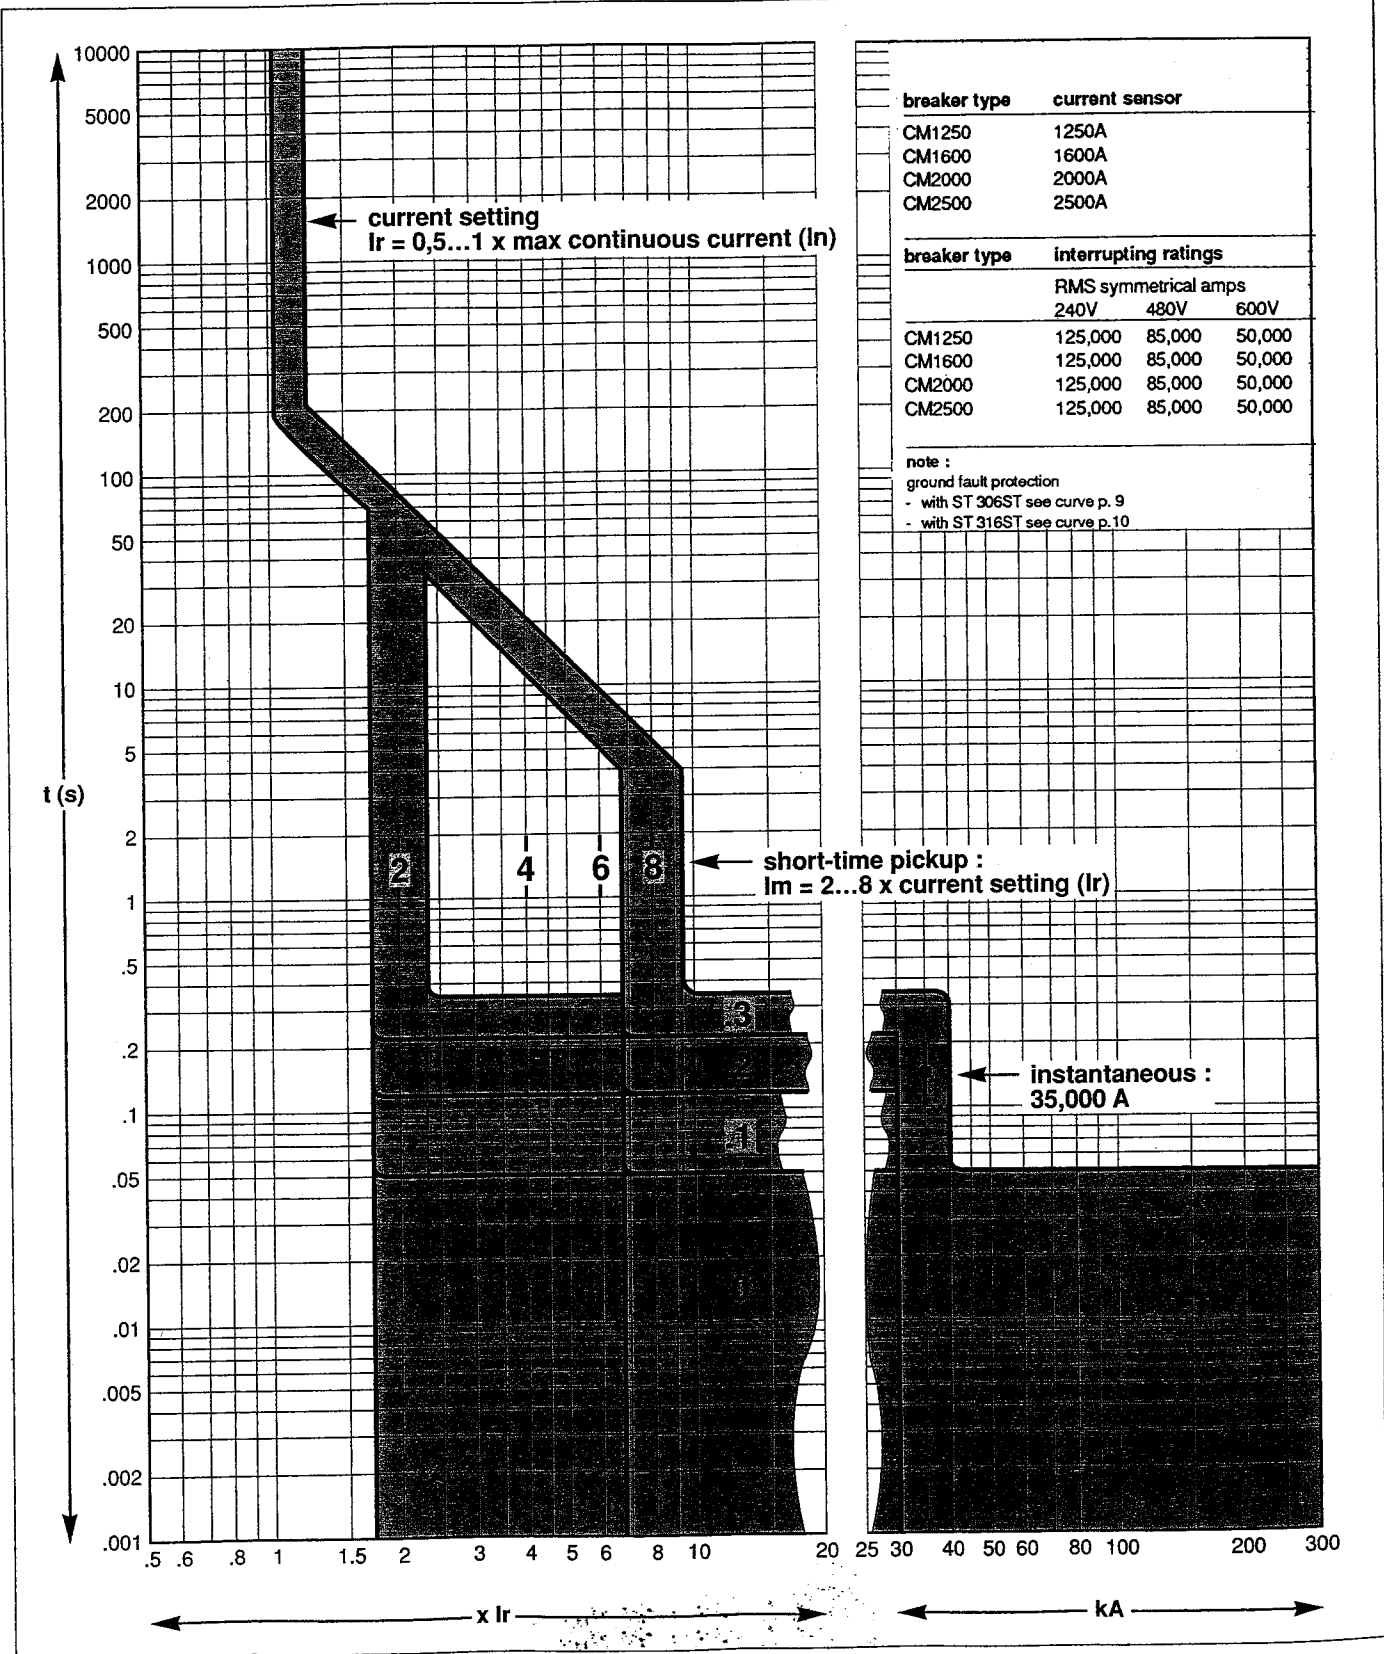 10000
5000
2000
1000
500
200
100
50
20
10
5
2
1
.5
.2
.1
.05
.02
.01
.005
.002
.001
t (s)
current setting
Ir = 0,5...1 x max continuous current (In)
breaker type current sensor
CM1250 1250A
CM1600 1600A
CM2000 2000A
CM2500 2500A
breaker type interrupting ratings
RMS symmetrical amps
240V 480V 600V
CM1250 125,000 85,000 50,000
CM1600 125,000 85,000 50,000
CM2000 125,000 85,000 50,000
CM2500 125,000 85,000 50,000
note :
ground fault protection
- with ST 306ST see curve p. 9
- with ST 316ST see curve p.10
2 4 6 8
short-time pickup :
Im = 2...8 x current setting (Ir)
3
2
1
instantaneous :
35,000 A
.5 .6 .8 1 1.5 2 3 4 5 6 8 10 20 25 30 40 50 60 80 100 200 300
x Ir kA